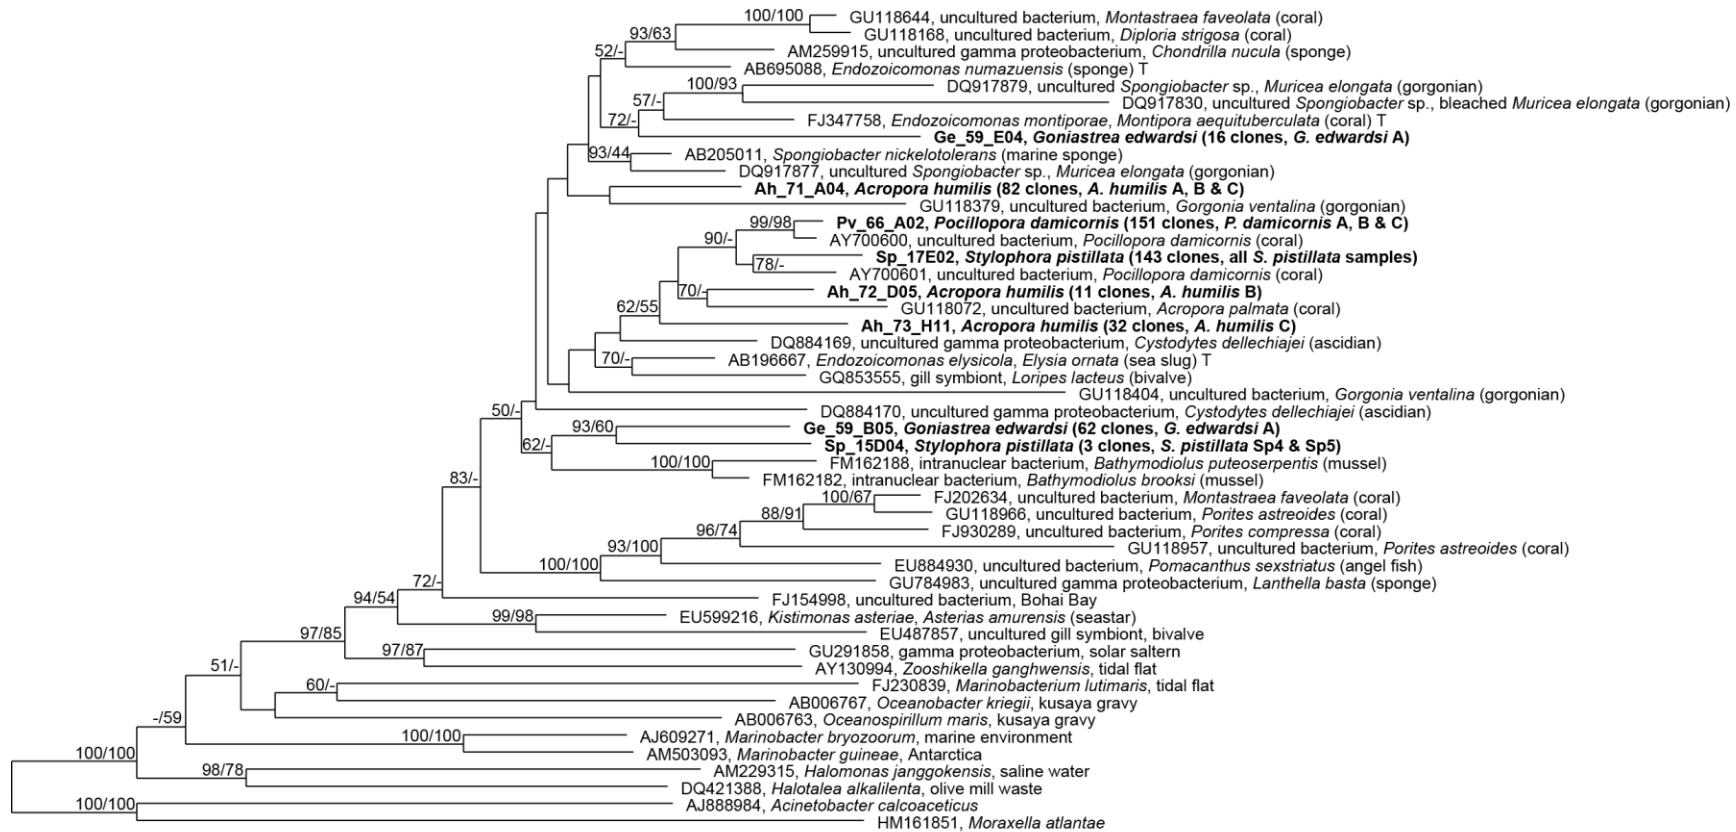 100/100 GU118644, uncultured bacterium, Montastraea faveolata (coral)
93/63 GU118168, uncultured bacterium, Diploria strigosa (coral)
52/- AM259915, uncultured gamma proteobacterium, Chondrilla nucula (sponge)
AB695088, Endozoicomonas numazuensis (sponge) T
100/93 DQ917879, uncultured Spongiobacter sp., Muricea elongata (gorgonian)
57/- DQ917830, uncultured Spongiobacter sp., bleached Muricea elongata (gorgonian)
72/- FJ347758, Endozoicomonas montiporae, Montipora aequituberculata (coral) T
Ge_59_E04, Goniastrea edwardsi (16 clones, G. edwardsi A)
93/44 AB205011, Spongiobacter nickelotolerans (marine sponge)
DQ917877, uncultured Spongiobacter sp., Muricea elongata (gorgonian)
Ah_71_A04, Acropora humilis (82 clones, A. humilis A, B & C)
GU118379, uncultured bacterium, Gorgonia ventalina (gorgonian)
99/98 Pv_66_A02, Pocillopora damicornis (151 clones, P. damicornis A, B & C)
90/- AY700600, uncultured bacterium, Pocillopora damicornis (coral)
Sp_17E02, Stylophora pistillata (143 clones, all S. pistillata samples)
78/- AY700601, uncultured bacterium, Pocillopora damicornis (coral)
70/- Ah_72_D05, Acropora humilis (11 clones, A. humilis B)
62/55 GU118072, uncultured bacterium, Acropora palmata (coral)
Ah_73_H11, Acropora humilis (32 clones, A. humilis C)
DQ884169, uncultured gamma proteobacterium, Cystodytes dellechiajei (ascidian)
70/- AB196667, Endozoicomonas elysicola, Elysia ornata (sea slug) T
GQ853555, gill symbiont, Loripes lacteus (bivalve)
GU118404, uncultured bacterium, Gorgonia ventalina (gorgonian)
50/- DQ884170, uncultured gamma proteobacterium, Cystodytes dellechiajei (ascidian)
93/60 Ge_59_B05, Goniastrea edwardsi (62 clones, G. edwardsi A)
62/- Sp_15D04, Stylophora pistillata (3 clones, S. pistillata Sp4 & Sp5)
100/100 FM162188, intranuclear bacterium, Bathymodiolus puteoserpentis (mussel)
83/- FM162182, intranuclear bacterium, Bathymodiolus brooksi (mussel)
100/67 FJ202634, uncultured bacterium, Montastraea faveolata (coral)
88/91 GU118966, uncultured bacterium, Porites astreoides (coral)
96/74 FJ930289, uncultured bacterium, Porites compressa (coral)
93/100 GU118957, uncultured bacterium, Porites astreoides (coral)
EU884930, uncultured bacterium, Pomacanthus sexstriatus (angel fish)
100/100 GU784983, uncultured gamma proteobacterium, Lanthella basta (sponge)
72/- FJ154998, uncultured bacterium, Bohai Bay
94/54 99/98 EU599216, Kistimonas asteriae, Asterias amurensis (seastar)
97/85 EU487857, uncultured gill symbiont, bivalve
97/87 GU291858, gamma proteobacterium, solar saltern
51/- AY130994, Zooshikella ganghwensis, tidal flat
60/- FJ230839, Marinobacterium lutimaris, tidal flat
AB006767, Oceanobacter kriegii, kusaya gravy
-/59 AB006763, Oceanospirillum maris, kusaya gravy
100/100 AJ609271, Marinobacter bryozoorum, marine environment
100/100 AM503093, Marinobacter guineae, Antarctica
98/78 AM229315, Halomonas janggokensis, saline water
DQ421388, Halotalea alkalilenta, olive mill waste
100/100 AJ888984, Acinetobacter calcoaceticus
HM161851, Moraxella atlantae